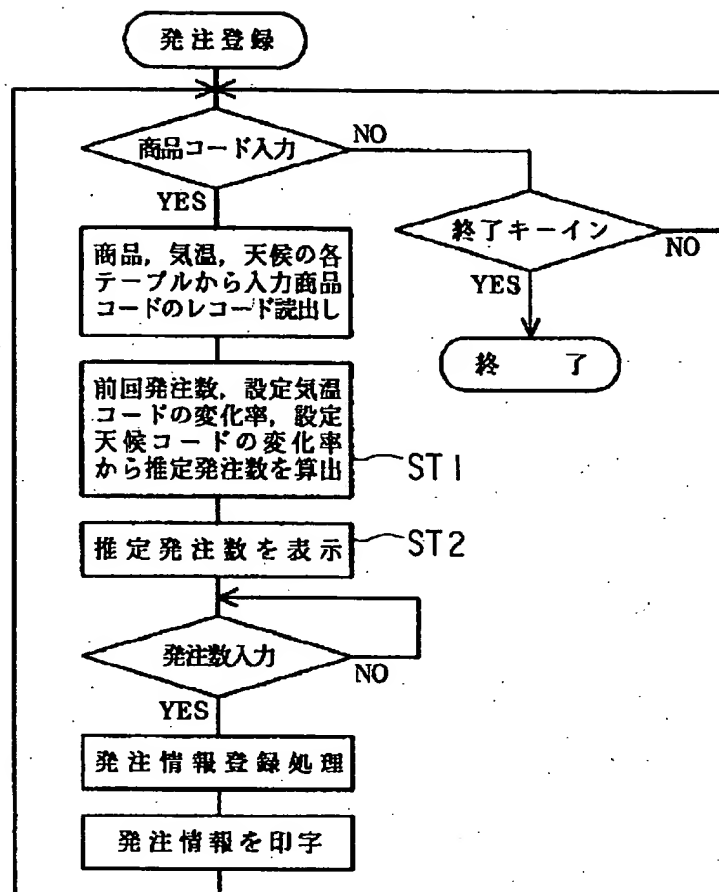 発注登録
商品コード入力
NO
YES
終了キーイン
NO
YES
商品，気温，天候の各
テーブルから入力商品
コードのレコード読出し
終 了
前回発注数，設定気温
コードの変化率，設定
天候コードの変化率
から推定発注数を算出
ST1
推定発注数を表示
ST2
発注数入力
NO
YES
発注情報登録処理
発注情報を印字